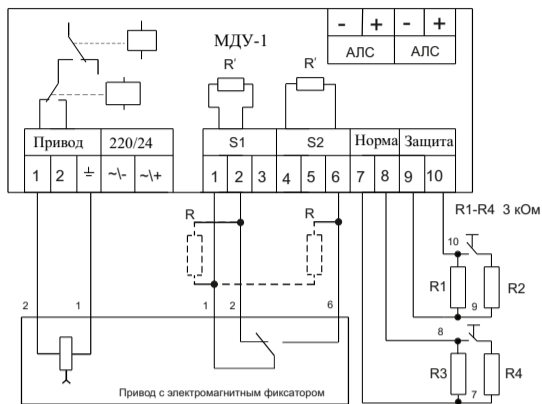 - + - +
МДУ-1 АЛС АЛС
R' R'
Привод 220/24 S1 S2 Норма Защита
1 2 ⏚ ~\- ~\+ 1 2 3 4 5 6 7 8 9 10
R1-R4 3 кОм
R R
10
R1 R2
9
2 1 1 2 6
8
R3 R4
7
Привод с электромагнитным фиксатором